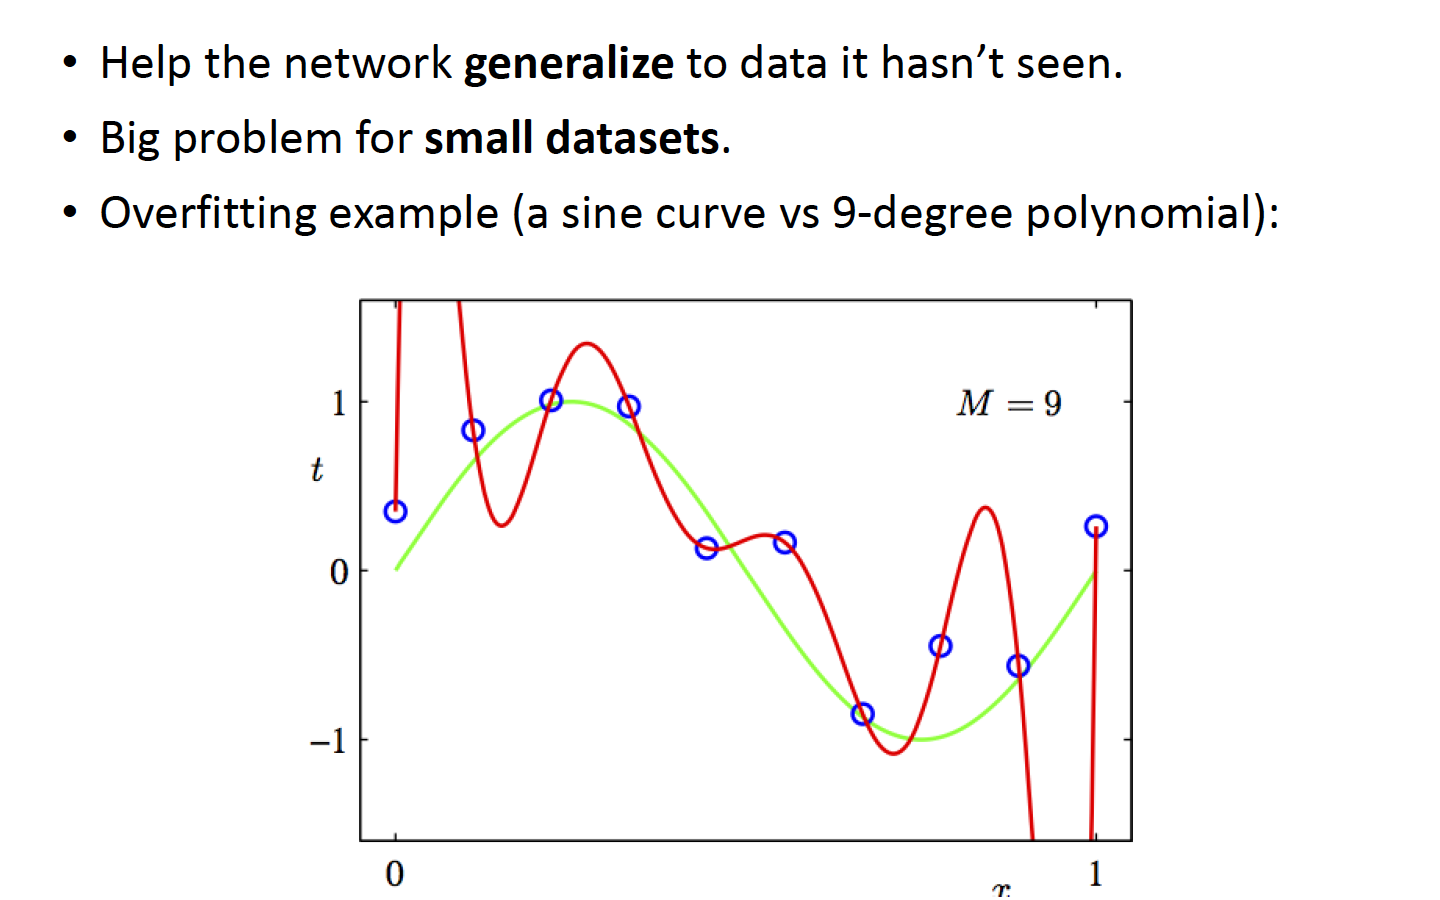 • Help the network generalize to data it hasn’t seen.
• Big problem for small datasets.
• Overfitting example (a sine curve vs 9-degree polynomial):
M = 9
1
t
0
−1
0
1
x